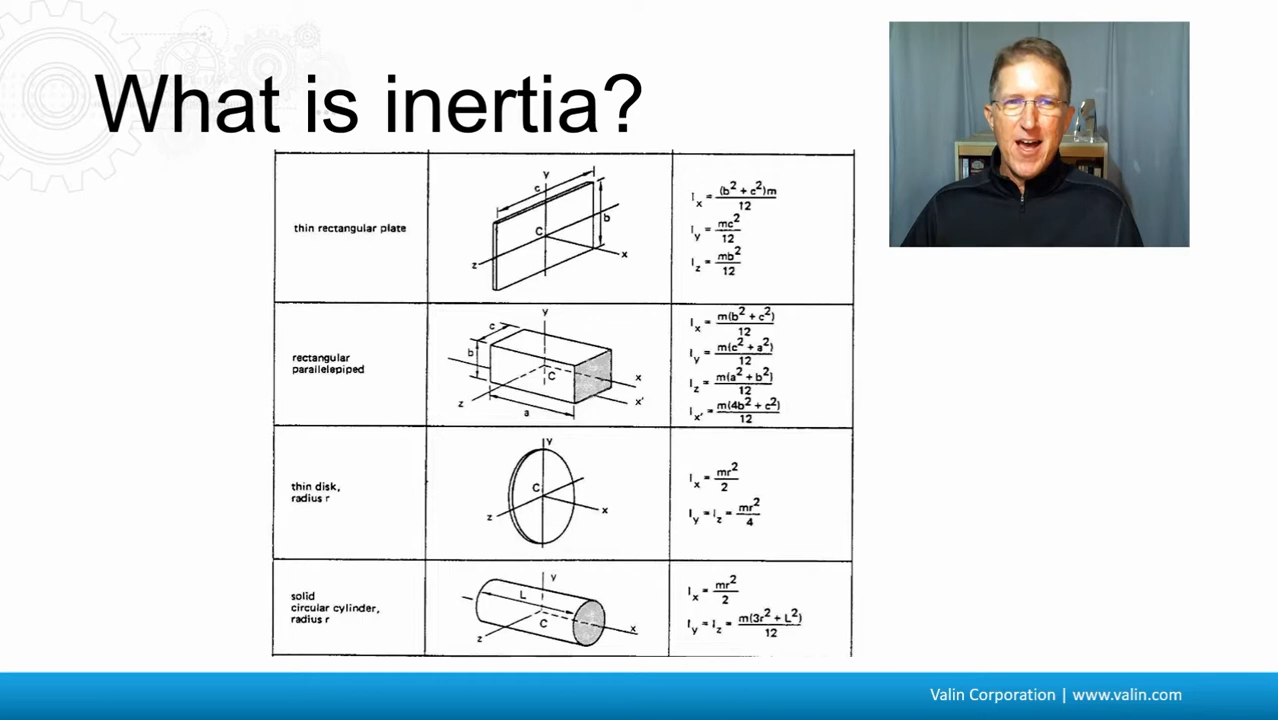 What is inertia?
thin rectangular plate
y
c
b
C
z
x
I_x = (b² + c²)m / 12
I_y = mc² / 12
I_z = mb² / 12
rectangular
parallelepiped
y
c
b
C
x
z
a
x'
I_x = m(b² + c²) / 12
I_y = m(c² + a²) / 12
I_z = m(a² + b²) / 12
I_x' = m(4b² + c²) / 12
thin disk,
radius r
y
C
z
x
I_x = mr² / 2
I_y = I_z = mr² / 4
solid
circular cylinder,
radius r
y
L
C
x
z
I_x = mr² / 2
I_y = I_z = m(3r² + L²) / 12
Valin Corporation | www.valin.com